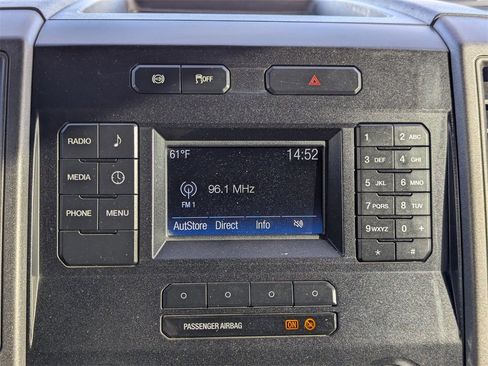 OFF
RADIO
MEDIA
PHONE MENU
61°F 14:52
96.1 MHz
FM 1
AutStore Direct Info
1 2 ABC
3 DEF 4 GHI
5 JKL 6 MNO
7 PQRS 8 TUV
9 WXYZ 0 +
* #
PASSENGER AIRBAG ON